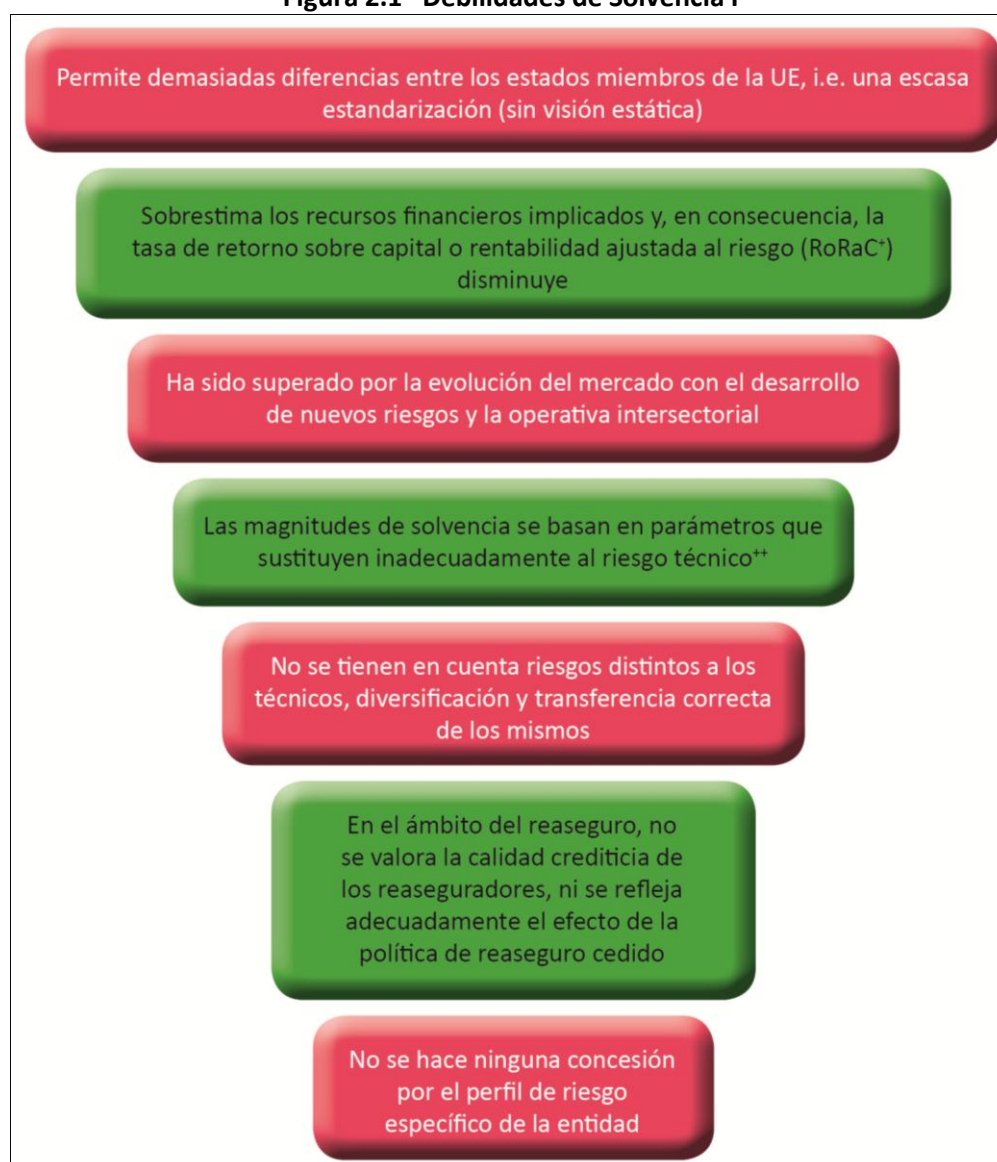 Figura 2.1 Debilidades de Solvencia I
Permite demasiadas diferencias entre los estados miembros de la UE, i.e. una escasa
estandarización (sin visión estática)
Sobrestima los recursos financieros implicados y, en consecuencia, la
tasa de retorno sobre capital o rentabilidad ajustada al riesgo (RoRaC⁺)
disminuye
Ha sido superado por la evolución del mercado con el desarrollo
de nuevos riesgos y la operativa intersectorial
Las magnitudes de solvencia se basan en parámetros que
sustituyen inadecuadamente al riesgo técnico⁺⁺
No se tienen en cuenta riesgos distintos a los
técnicos, diversificación y transferencia correcta
de los mismos
En el ámbito del reaseguro, no
se valora la calidad crediticia de
los reaseguradores, ni se refleja
adecuadamente el efecto de la
política de reaseguro cedido
No se hace ninguna concesión
por el perfil de riesgo
específico de la entidad